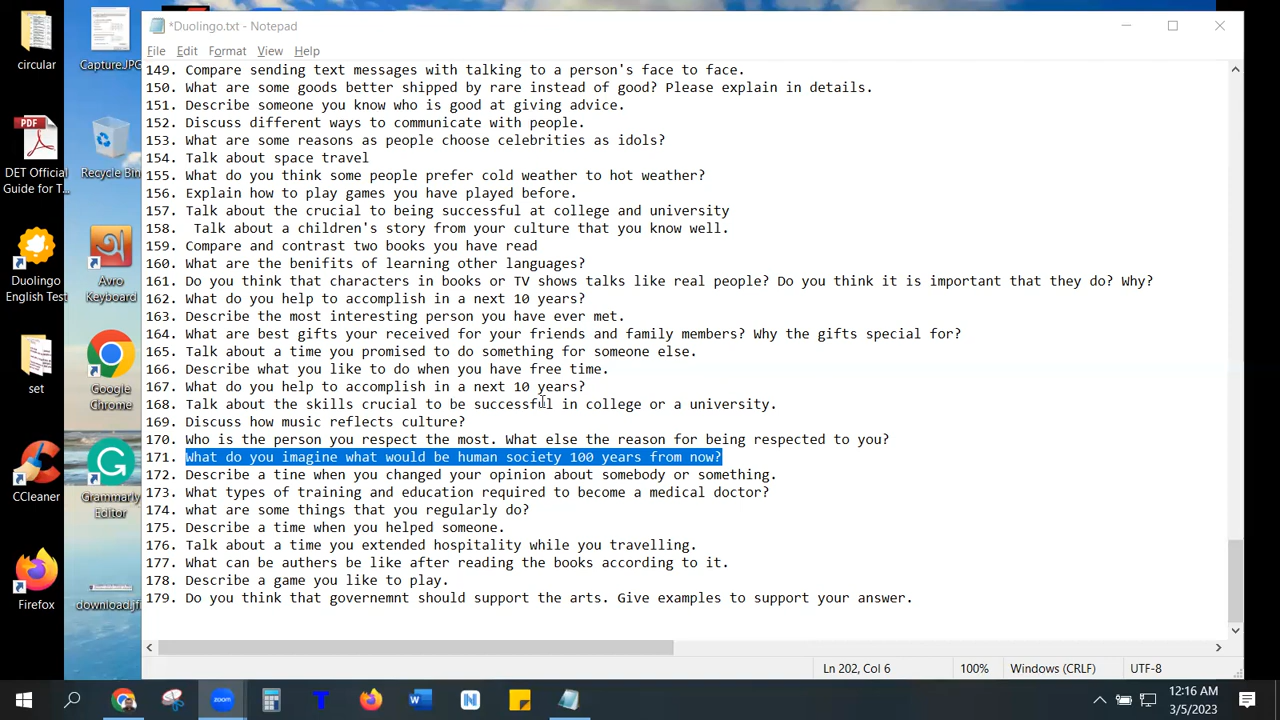 circular
Capture.JPG
*Duolingo.txt - Notepad
File Edit Format View Help
149. Compare sending text messages with talking to a person's face to face.
150. What are some goods better shipped by rare instead of good? Please explain in details.
151. Describe someone you know who is good at giving advice.
152. Discuss different ways to communicate with people.
153. What are some reasons as people choose celebrities as idols?
154. Talk about space travel
155. What do you think some people prefer cold weather to hot weather?
156. Explain how to play games you have played before.
157. Talk about the crucial to being successful at college and university
158.  Talk about a children's story from your culture that you know well.
159. Compare and contrast two books you have read
160. What are the benifits of learning other languages?
161. Do you think that characters in books or TV shows talks like real people? Do you think it is important that they do? Why?
162. What do you help to accomplish in a next 10 years?
163. Describe the most interesting person you have ever met.
164. What are best gifts your received for your friends and family members? Why the gifts special for?
165. Talk about a time you promised to do somthing for someone else.
166. Describe what you like to do when you have free time.
167. What do you help to accomplish in a next 10 years?
168. Talk about the skills crucial to be successful in college or a university.
169. Discuss how music reflects culture?
170. Who is the person you respect the most. What else the reason for being respected to you?
171. What do you imagine what would be human society 100 years from now?
172. Describe a tine when you changed your opinion about somebody or something.
173. What types of training and education required to become a medical doctor?
174. what are some things that you regularly do?
175. Describe a time when you helped someone.
176. Talk about a time you extended hospitality while you travelling.
177. What can be authers be like after reading the books according to it.
178. Describe a game you like to play.
179. Do you think that governemnt should support the arts. Give examples to support your answer.
PDF
DET Official
Guide for T...
Recycle Bin
Duolingo
English Test
অ
Avro
Keyboard
set
Google
Chrome
CCleaner
Grammarly
Editor
Firefox
Ln 202, Col 6
100%
Windows (CRLF)
UTF-8
zoom
T
W
N
12:16 AM
3/5/2023